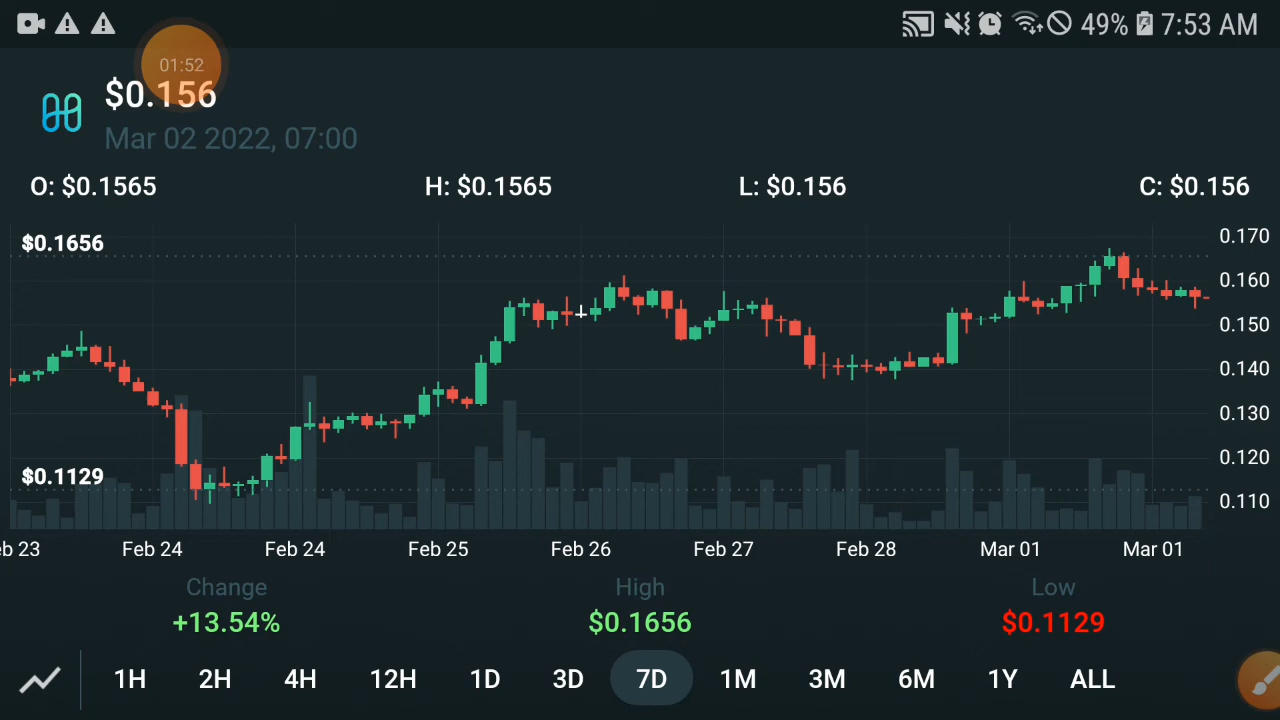 49% 7:53 AM
01:52
$0.156
Mar 02 2022, 07:00
O: $0.1565 H: $0.1565 L: $0.156 C: $0.156
$0.1656
0.170
0.160
0.150
0.140
0.130
0.120
$0.1129
0.110
eb 23 Feb 24 Feb 24 Feb 25 Feb 26 Feb 27 Feb 28 Mar 01 Mar 01
Change High Low
+13.54% $0.1656 $0.1129
1H 2H 4H 12H 1D 3D 7D 1M 3M 6M 1Y ALL